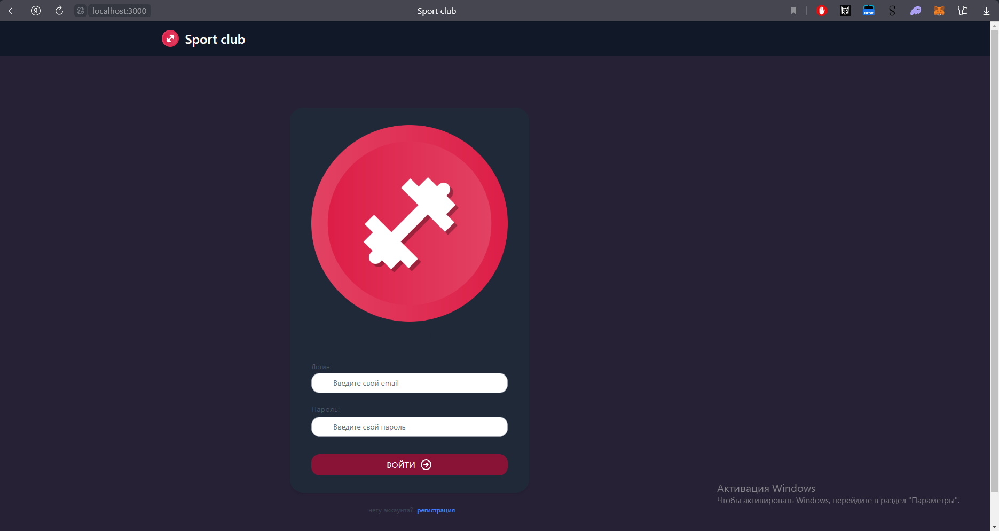 localhost:3000
Sport club
new
Sport club
Логин:
Введите свой email
Пароль:
Введите свой пароль
ВОЙТИ
Активация Windows
Чтобы активировать Windows, перейдите в раздел "Параметры".
нету аккаунта? регистрация